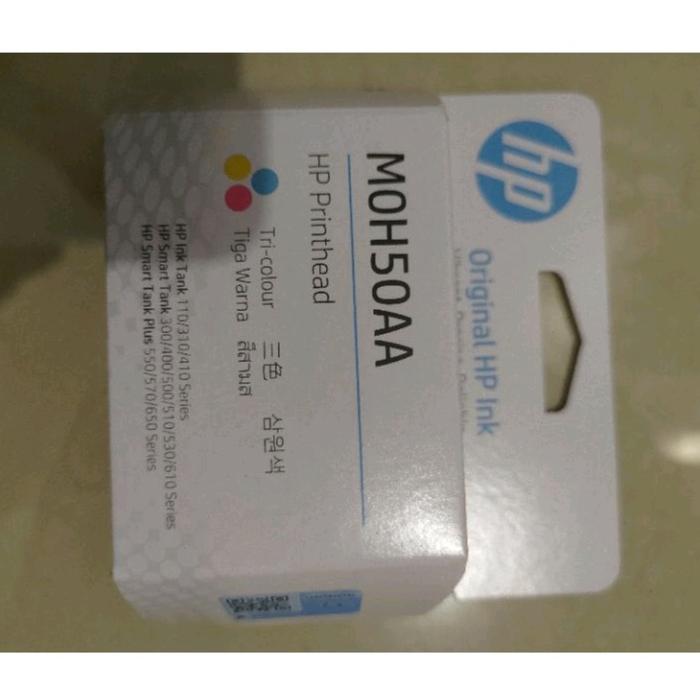 hp
Original HP Ink
M0H50AA
HP Printhead
Tri-colour 三色 삼원색
Tiga Warna สีสามสี
HP Ink Tank 110/310/410 Series
HP Smart Tank 300/400/500/510/530/610 Series
HP Smart Tank Plus 550/570/650 Series